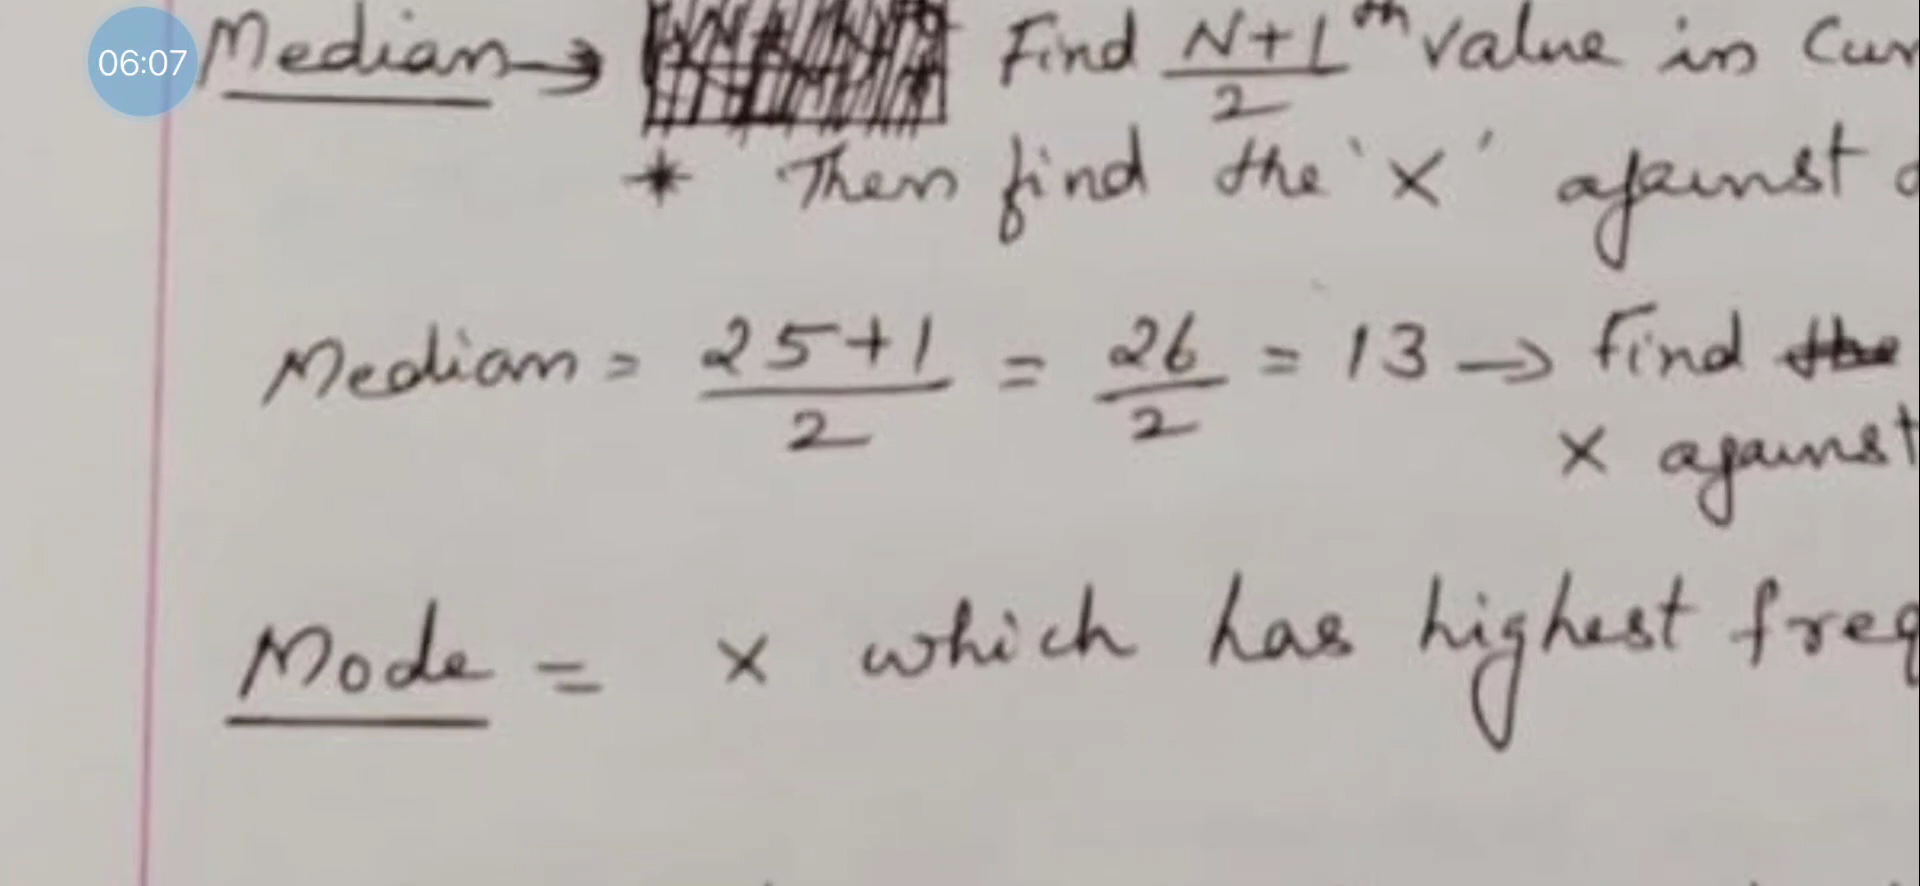 06:07
Median → Find N+1/2 th value in Cu
* Then find the 'x' against
Median = 25+1/2 = 26/2 = 13 → Find
x against
Mode = x which has highest freq